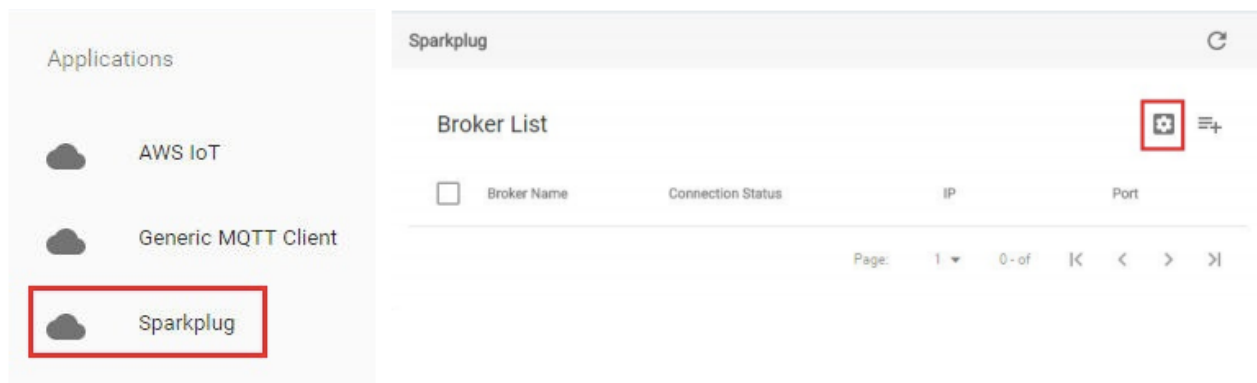 Applications
AWS IoT
Generic MQTT Client
Sparkplug
Sparkplug
Broker List
Broker Name Connection Status IP Port
Page: 1 0 - of